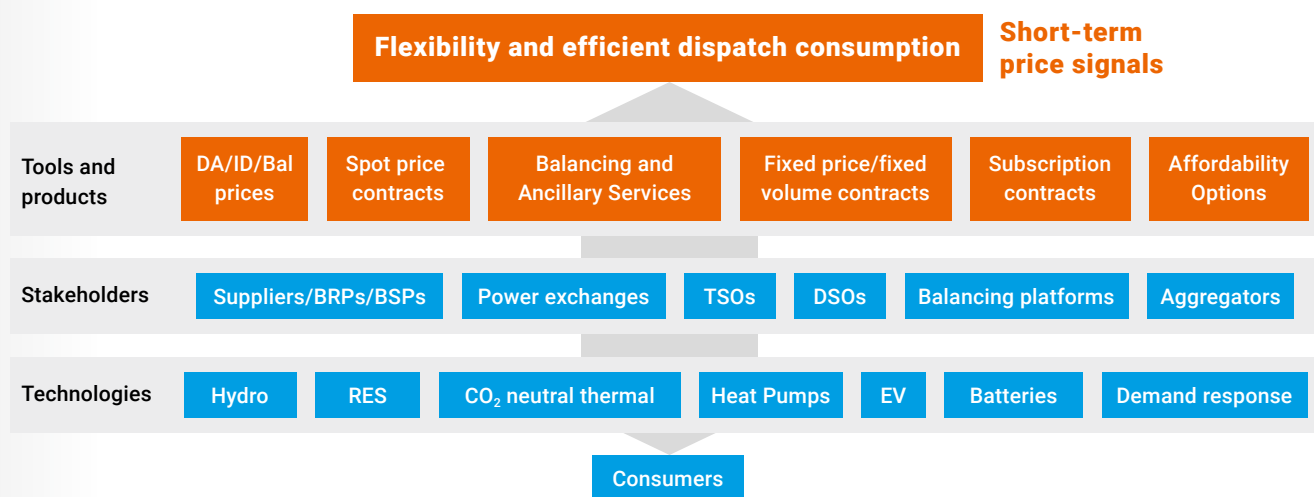 Flexibility and efficient dispatch consumption
Short-term
price signals
Tools and
products
DA/ID/Bal
prices
Spot price
contracts
Balancing and
Ancillary Services
Fixed price/fixed
volume contracts
Subscription
contracts
Affordability
Options
Stakeholders
Suppliers/BRPs/BSPs
Power exchanges
TSOs
DSOs
Balancing platforms
Aggregators
Technologies
Hydro
RES
CO₂ neutral thermal
Heat Pumps
EV
Batteries
Demand response
Consumers